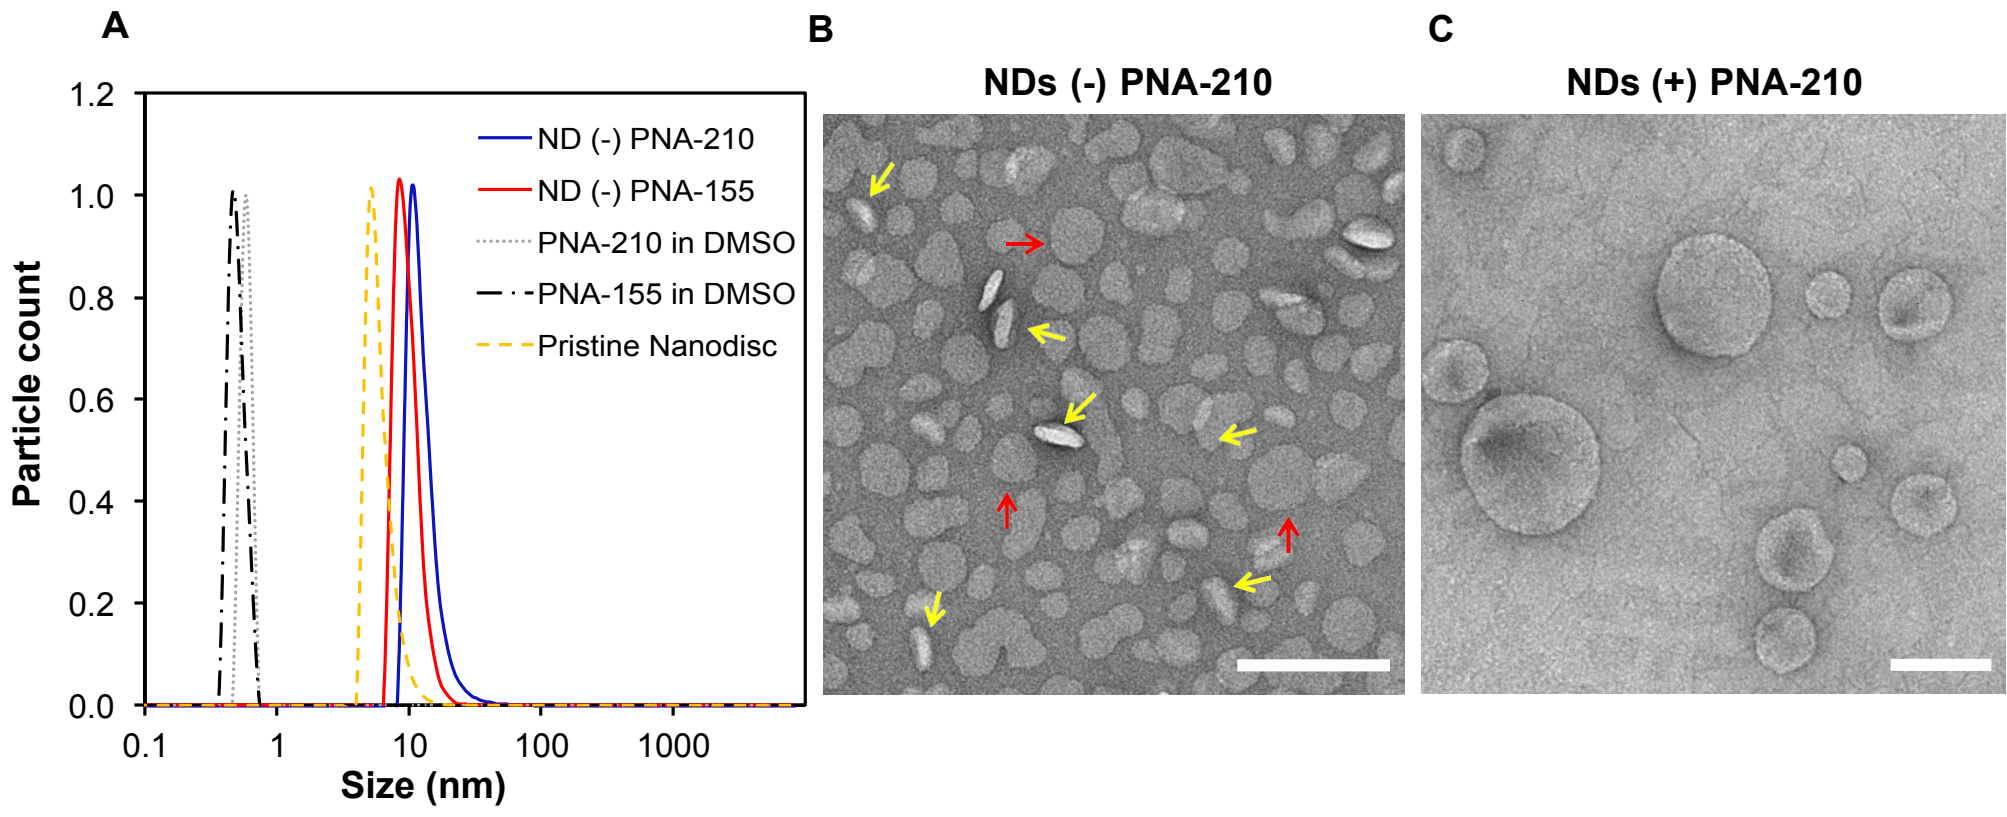 A
B
C
NDs (-) PNA-210
NDs (+) PNA-210
1.2
1.0
0.8
0.6
0.4
0.2
0.0
Particle count
ND (-) PNA-210
ND (-) PNA-155
PNA-210 in DMSO
PNA-155 in DMSO
Pristine Nanodisc
0.1
1
10
100
1000
Size (nm)